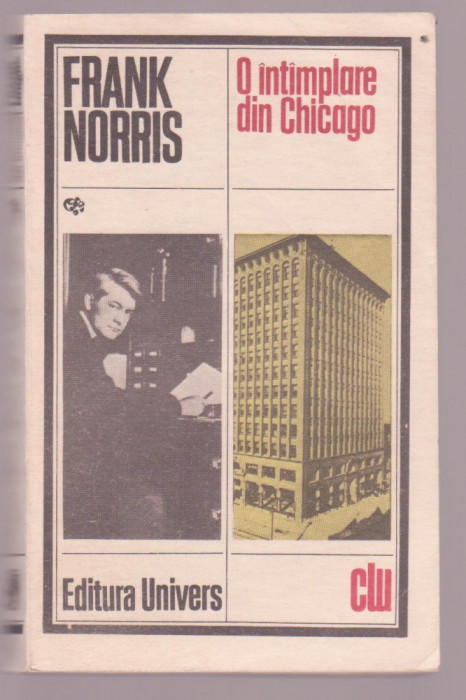 FRANK
NORRIS
O întîmplare
din Chicago
Editura Univers
clu